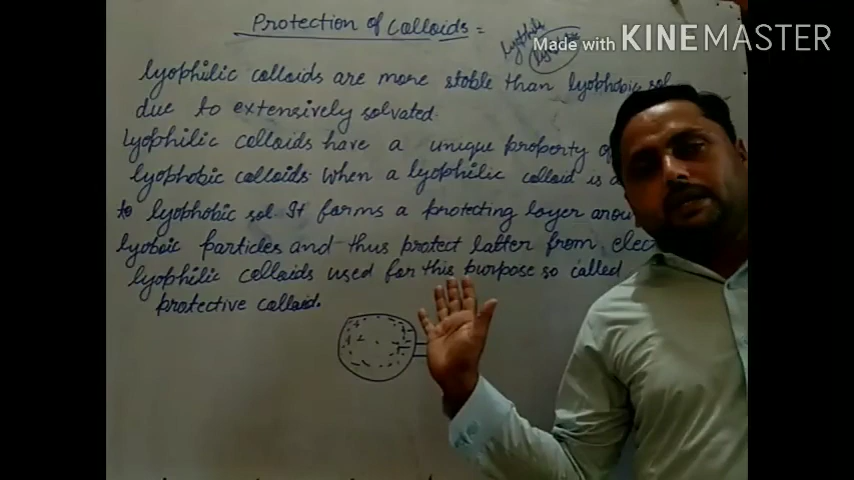 Protection of Colloids =
Made with KINEMASTER
lyophilic colloids are more stable than lyophobic sol
due to extensively solvated.
Lyophilic colloids have a unique property of
lyophobic colloids. When a lyophilic colloid is
to lyophobic sol. It forms a protecting layer arou
lyoboic particles and thus protect latter from elec
lyophilic colloids used for this purpose so called
protective colloid.